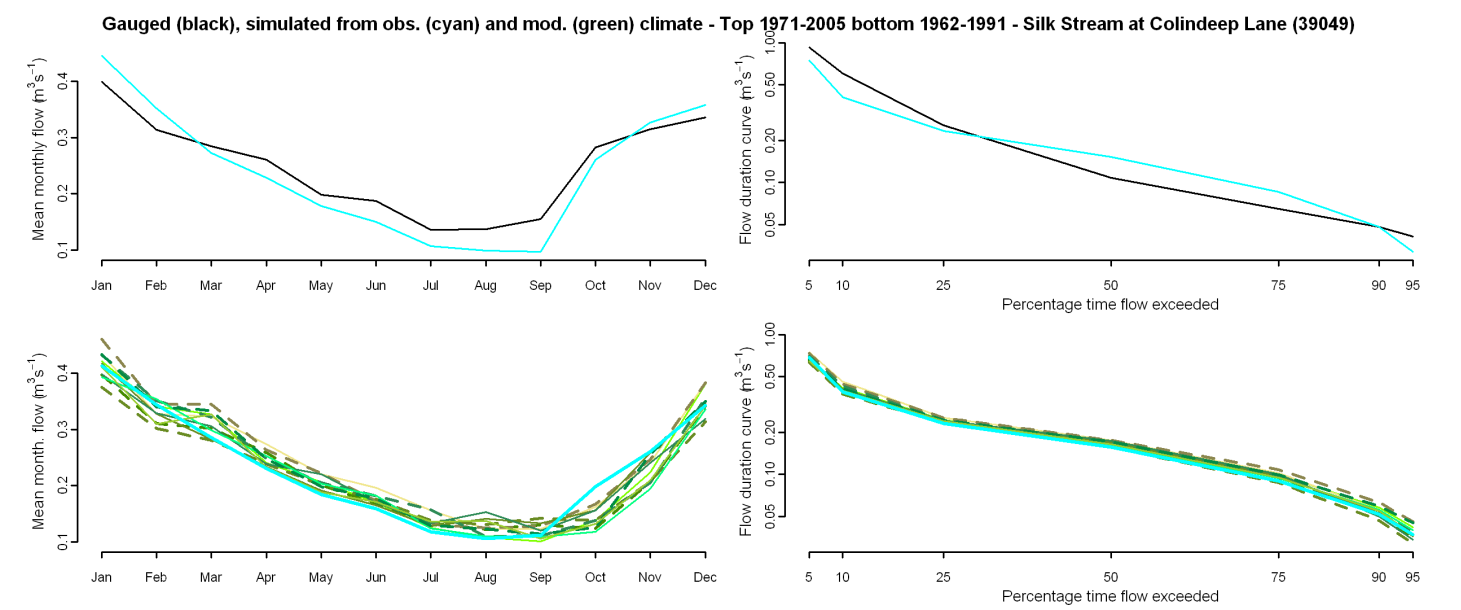 Gauged (black), simulated from obs. (cyan) and mod. (green) climate - Top 1971-2005 bottom 1962-1991 - Silk Stream at Colindeep Lane (39049)
Mean monthly flow (m³s⁻¹)
0.4
0.3
0.2
0.1
Jan Feb Mar Apr May Jun Jul Aug Sep Oct Nov Dec
Flow duration curve (m³s⁻¹)
1.00
0.50
0.20
0.10
0.05
5 10 25 50 75 90 95
Percentage time flow exceeded
Mean month. flow (m³s⁻¹)
0.4
0.3
0.2
0.1
Jan Feb Mar Apr May Jun Jul Aug Sep Oct Nov Dec
Flow duration curve (m³s⁻¹)
1.00
0.50
0.20
0.10
0.05
5 10 25 50 75 90 95
Percentage time flow exceeded